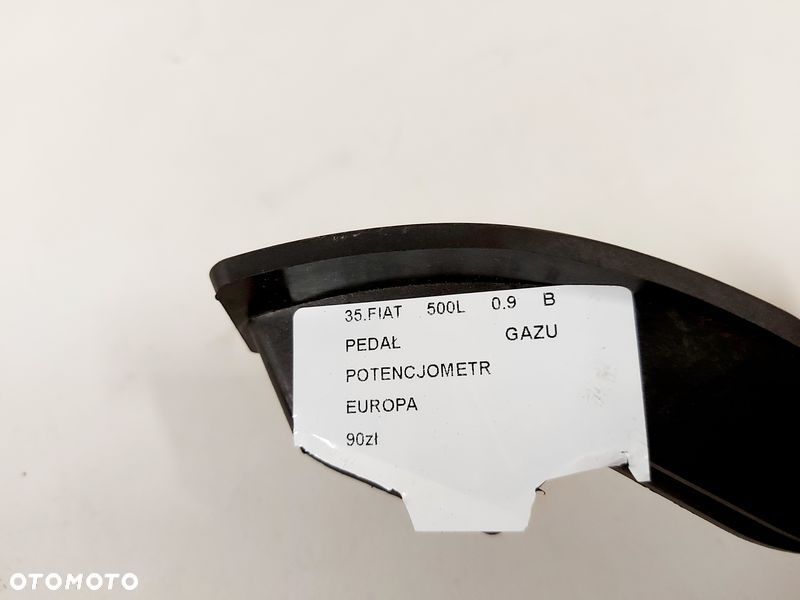 35.FIAT 500L 0.9 B
PEDAŁ GAZU
POTENCJOMETR
EUROPA
90zł
OTOMOTO